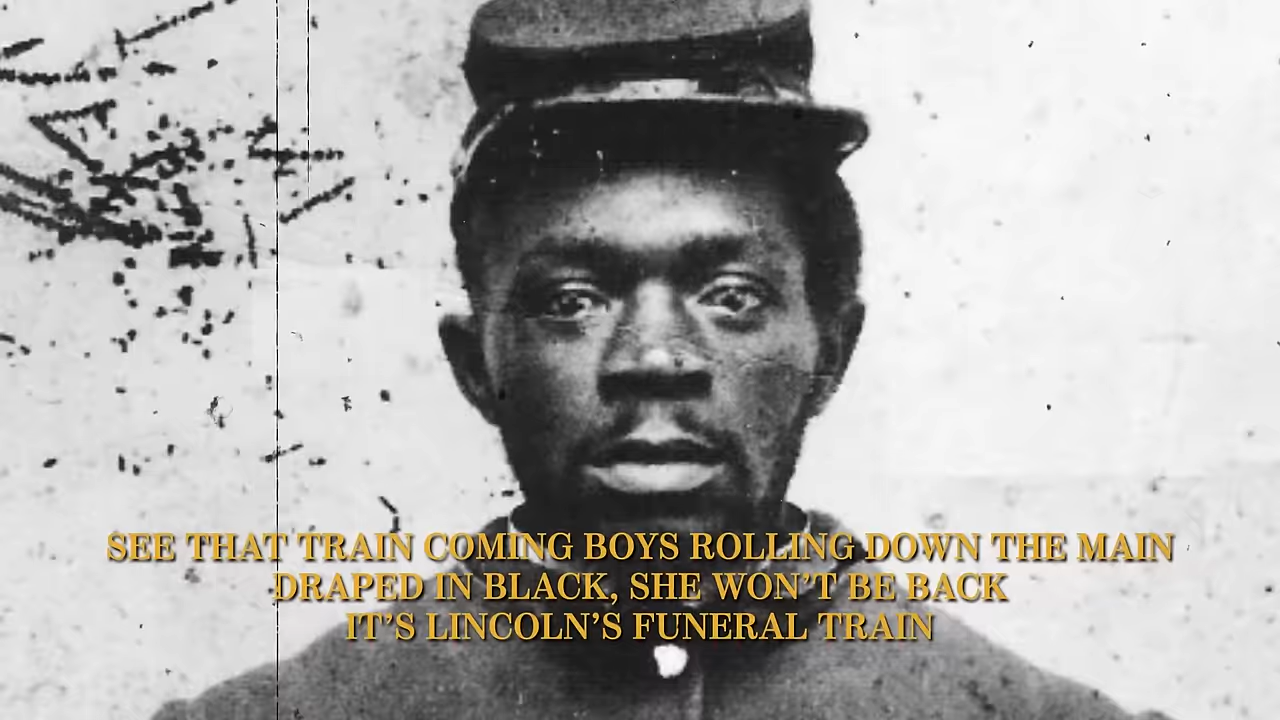 SEE THAT TRAIN COMING BOYS ROLLING DOWN THE MAIN
DRAPED IN BLACK, SHE WON’T BE BACK
IT’S LINCOLN’S FUNERAL TRAIN